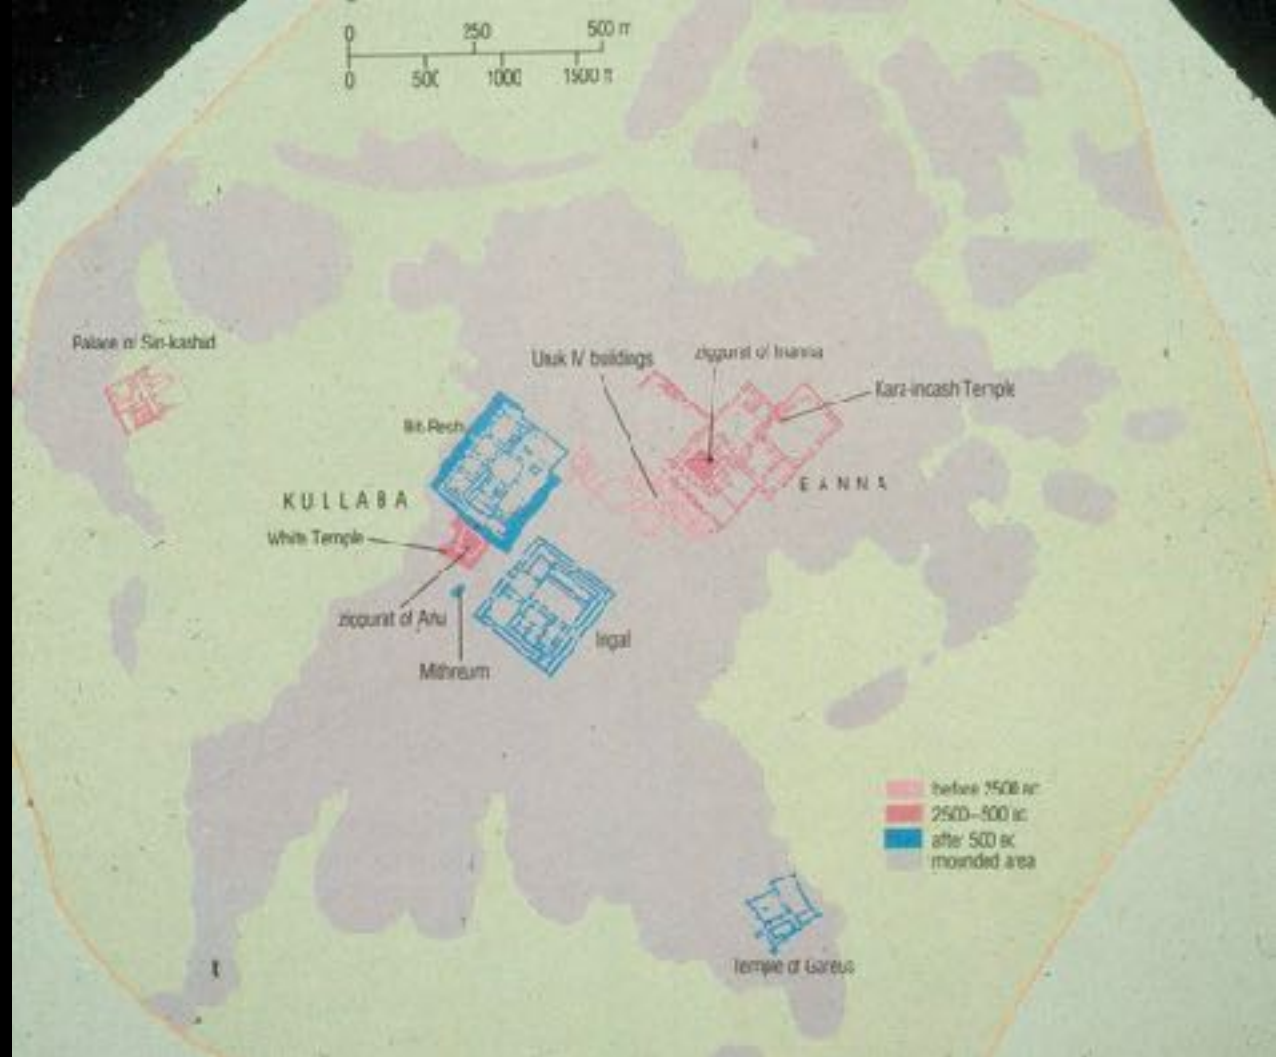 0 250 500 m
0 500 1000 1500 ft
Palace of Sin-kashid
Uruk IV buildings
ziggurat of Inanna
Kara-indash Temple
Bit-Resh
EANNA
KULLABA
White Temple
ziggurat of Anu
Irigal
Mithreum
before 2500 BC
2500–500 BC
after 500 BC
mounded area
Temple of Gareus